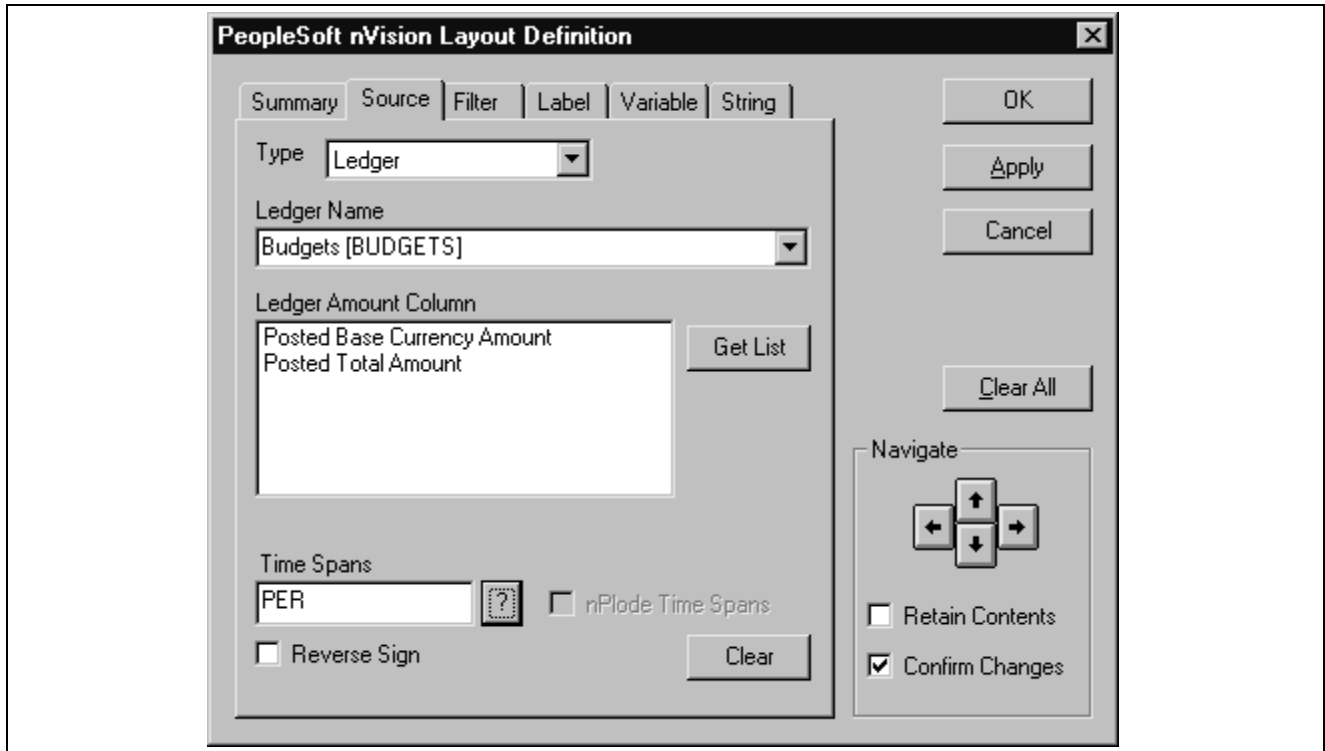 PeopleSoft nVision Layout Definition
Summary Source Filter Label Variable String
OK
Type Ledger
Apply
Ledger Name
Cancel
Budgets [BUDGETS]
Ledger Amount Column
Posted Base Currency Amount
Get List
Posted Total Amount
Clear All
Navigate
Time Spans
PER ? nPlode Time Spans
Retain Contents
Reverse Sign Clear
Confirm Changes